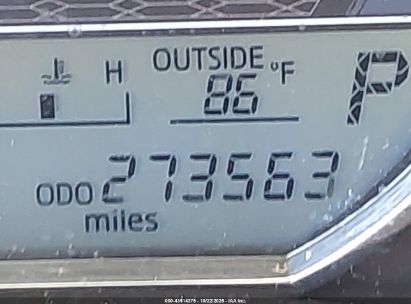 H OUTSIDE °F P
86
ODO 273563
miles